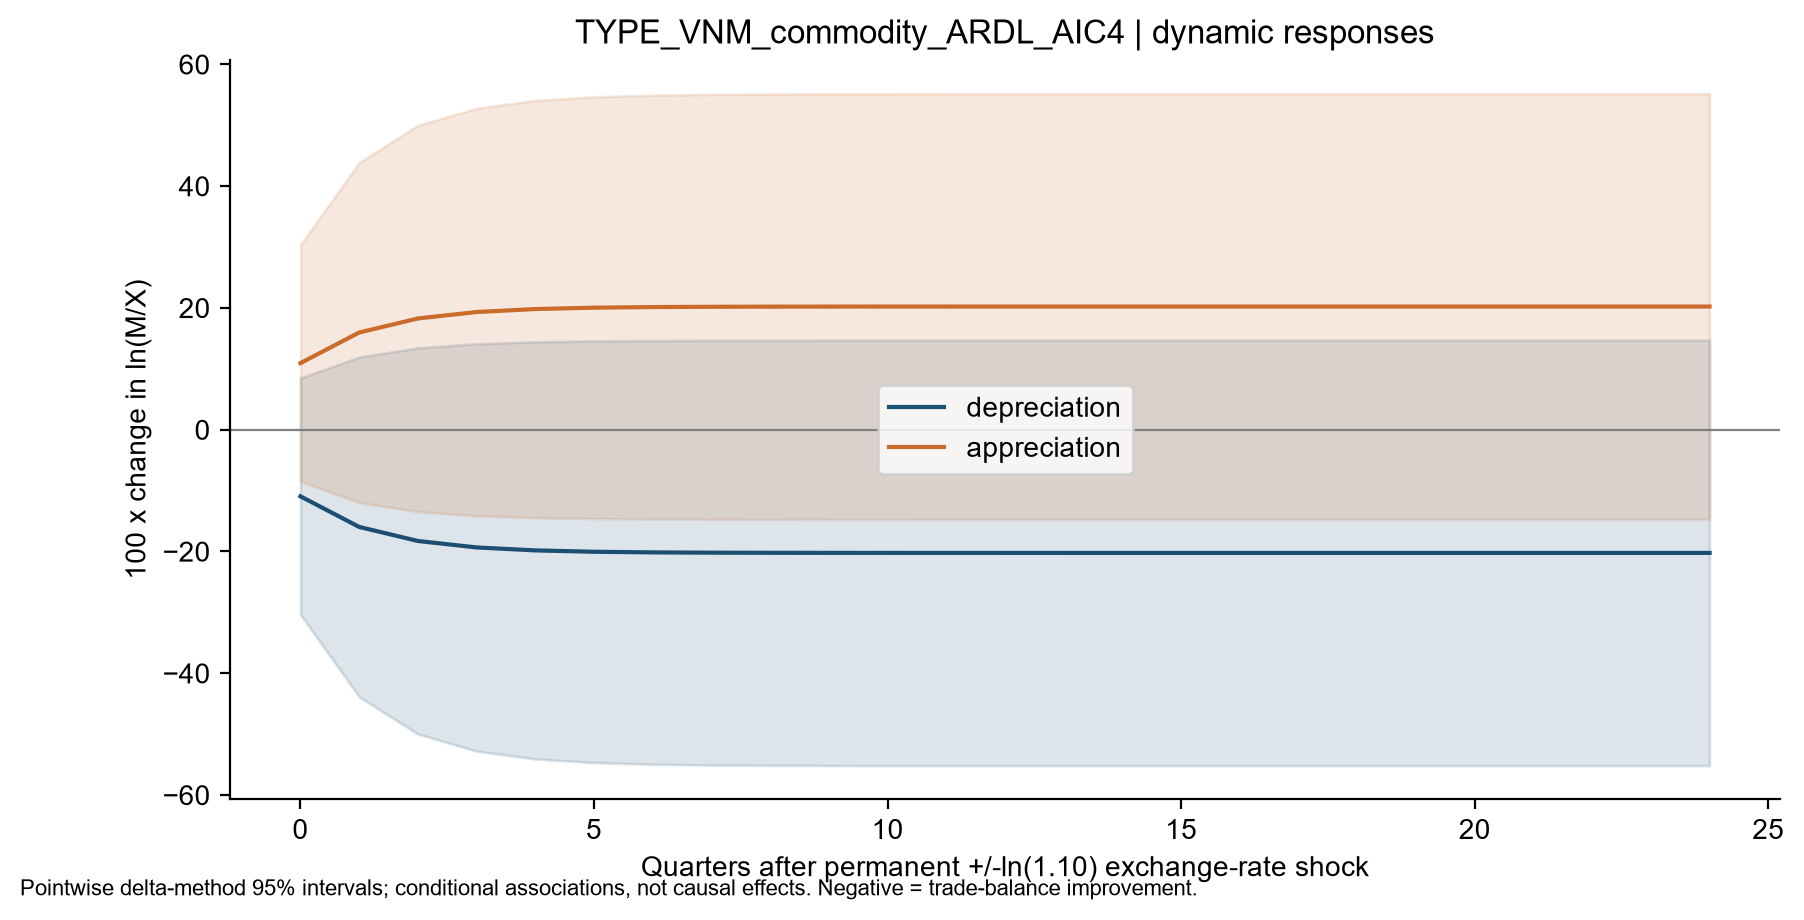 TYPE_VNM_commodity_ARDL_AIC4 | dynamic responses
100 x change in ln(M/X)
60
40
20
0
−20
−40
−60
depreciation
appreciation
0
5
10
15
20
25
Quarters after permanent +/-ln(1.10) exchange-rate shock
Pointwise delta-method 95% intervals; conditional associations, not causal effects. Negative = trade-balance improvement.